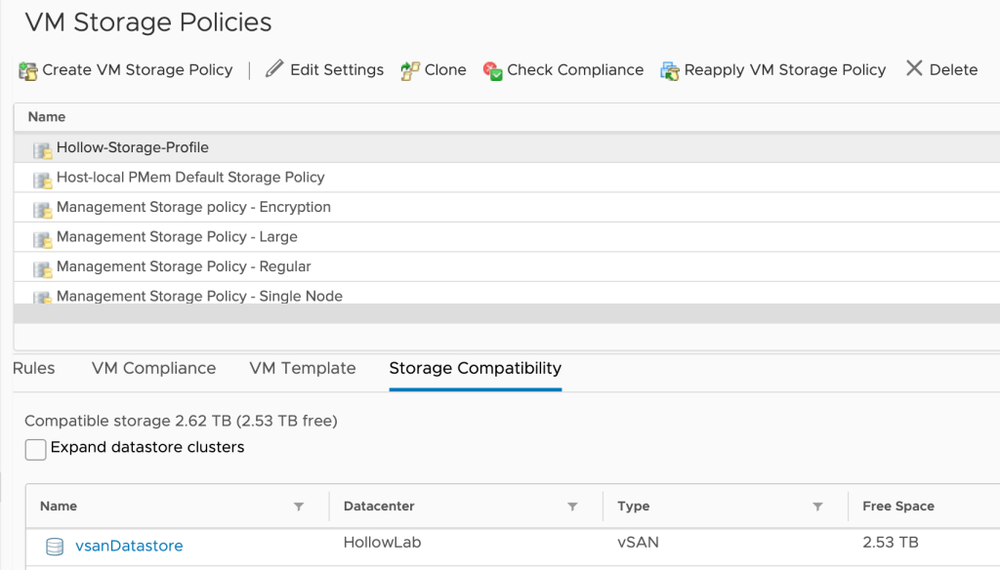 VM Storage Policies
Create VM Storage Policy | Edit Settings Clone Check Compliance Reapply VM Storage Policy Delete
Name
Hollow-Storage-Profile
Host-local PMem Default Storage Policy
Management Storage policy - Encryption
Management Storage Policy - Large
Management Storage Policy - Regular
Management Storage Policy - Single Node
Rules VM Compliance VM Template Storage Compatibility
Compatible storage 2.62 TB (2.53 TB free)
Expand datastore clusters
Name Datacenter Type Free Space
vsanDatastore HollowLab vSAN 2.53 TB